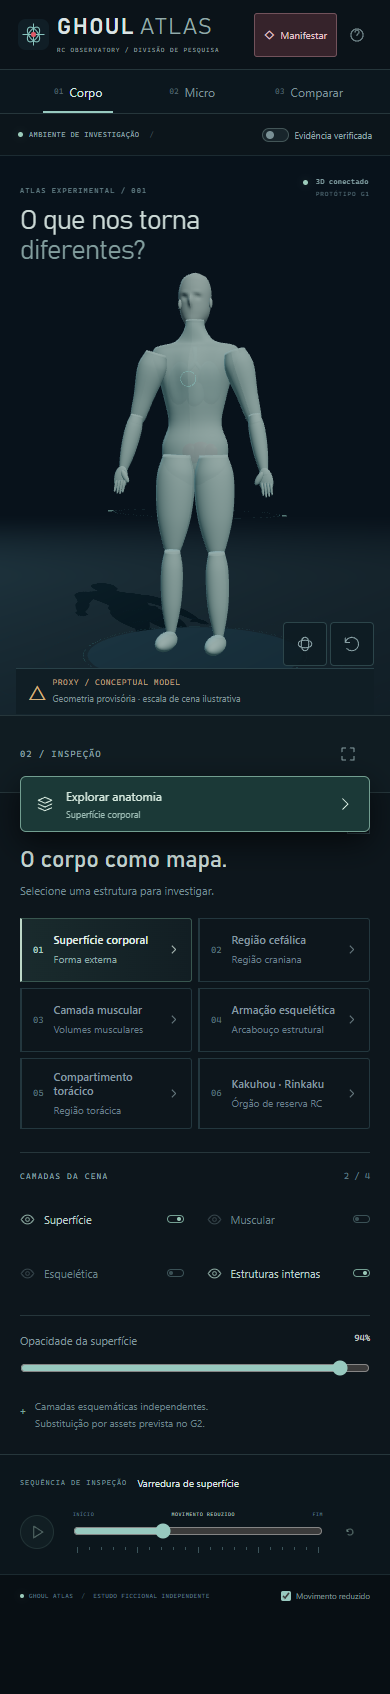 GHOUL ATLAS
RC OBSERVATORY / DIVISÃO DE PESQUISA
Manifestar
01 Corpo
02 Micro
03 Comparar
AMBIENTE DE INVESTIGAÇÃO /
Evidência verificada
ATLAS EXPERIMENTAL / 001
3D conectado
PROTÓTIPO G1
O que nos torna
diferentes?
PROXY / CONCEPTUAL MODEL
Geometria provisória · escala de cena ilustrativa
02 / INSPEÇÃO
Explorar anatomia
Superfície corporal
O corpo como mapa.
Selecione uma estrutura para investigar.
01 Superfície corporal
Forma externa
02 Região cefálica
Região craniana
03 Camada muscular
Volumes musculares
04 Armação esquelética
Arcabouço estrutural
05 Compartimento
torácico
Região torácica
06 Kakuhou · Rinkaku
Órgão de reserva RC
CAMADAS DA CENA
2 / 4
Superfície
Muscular
Esquelética
Estruturas internas
Opacidade da superfície
94%
+ Camadas esquemáticas independentes.
Substituição por assets prevista no G2.
SEQUÊNCIA DE INSPEÇÃO
Varredura de superfície
INÍCIO
MOVIMENTO REDUZIDO
FIM
GHOUL ATLAS / ESTUDO FICCIONAL INDEPENDENTE
Movimento reduzido